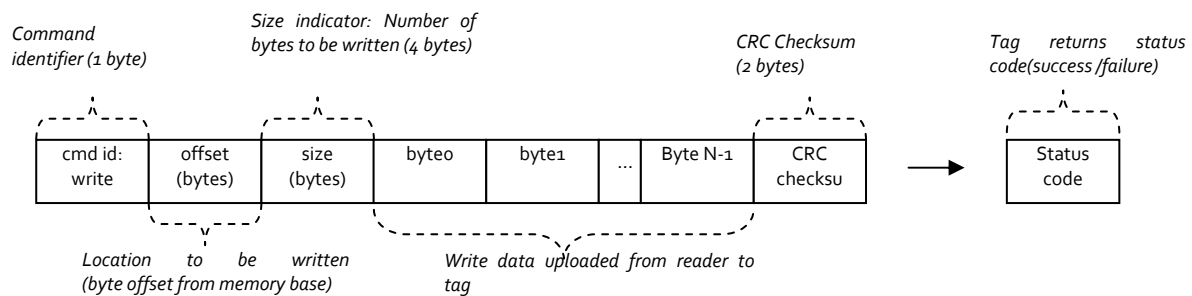 Command
identifier (1 byte)
Size indicator: Number of
bytes to be written (4 bytes)
CRC Checksum
(2 bytes)
Tag returns status
code(success /failure)
cmd id:
write
offset
(bytes)
size
(bytes)
byte0
byte1
...
Byte N-1
CRC
checksu
Status
code
Location to be written
(byte offset from memory base)
Write data uploaded from reader to
tag